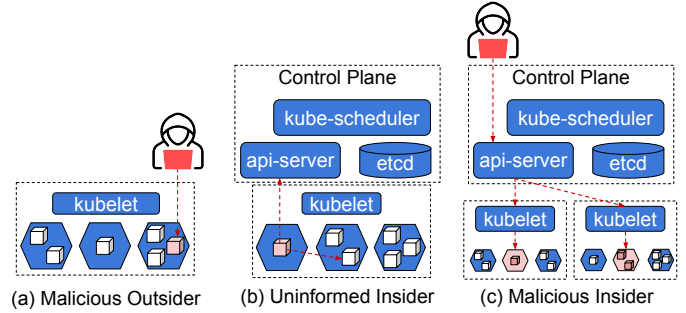 Control Plane
kube-scheduler
api-server
etcd
kubelet
Control Plane
kube-scheduler
api-server
etcd
kubelet
kubelet
kubelet
(a) Malicious Outsider
(b) Uninformed Insider
(c) Malicious Insider